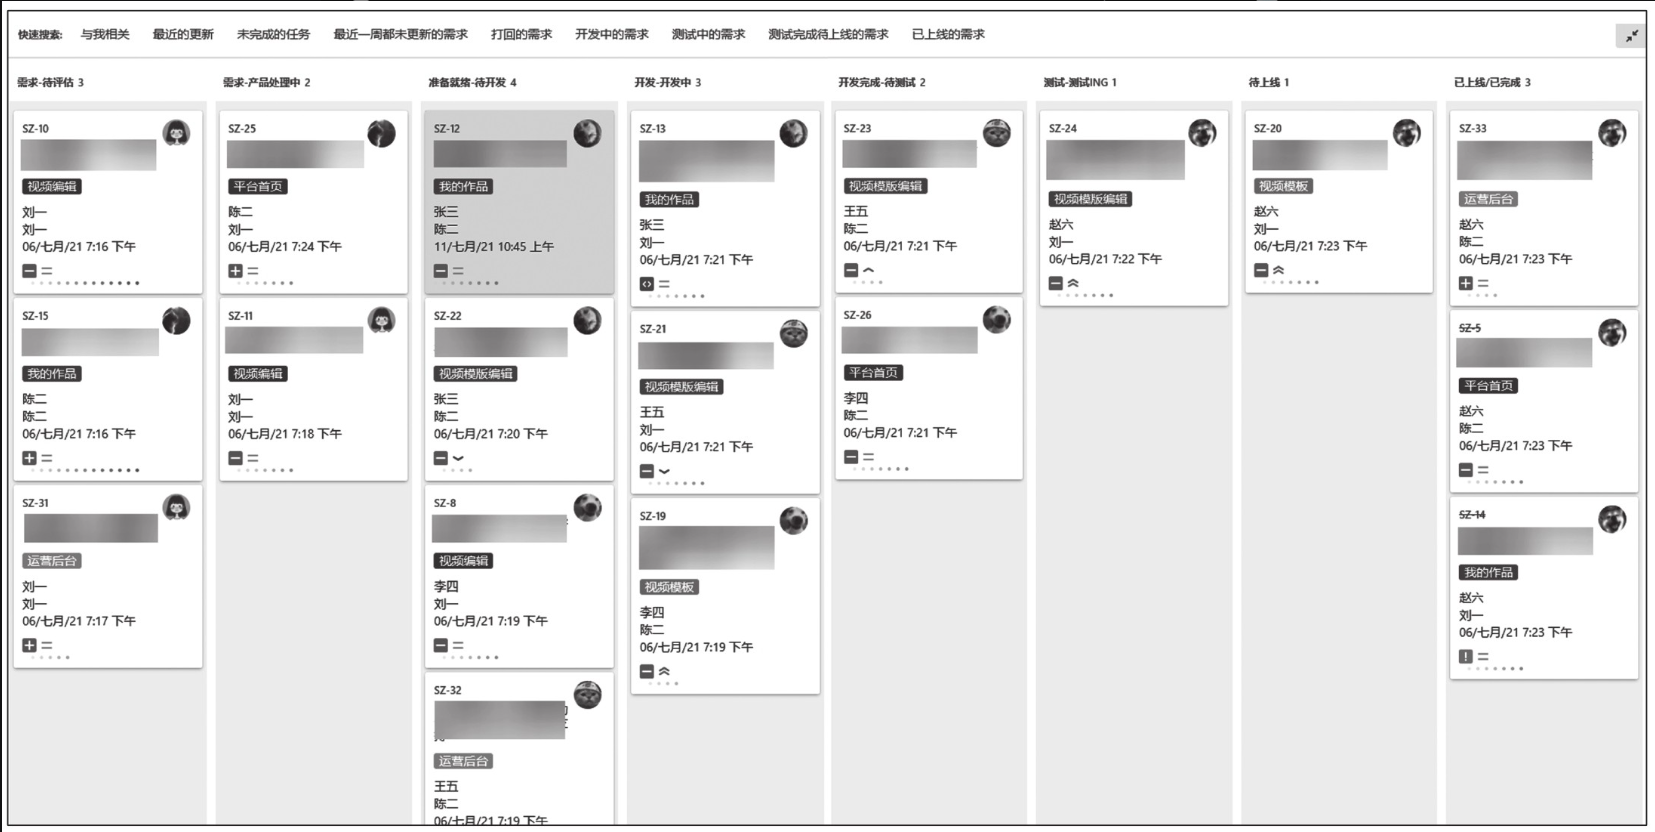 快速搜索: 与我相关 最近的更新 未完成的任务 最近一周都未更新的需求 打回的需求 开发中的需求 测试中的需求 测试完成待上线的需求 已上线的需求
需求-待评估 3
SZ-10
视频编辑
刘一
刘一
06/七月/21 7:16 下午
SZ-15
我的作品
陈二
陈二
06/七月/21 7:16 下午
SZ-31
运营后台
刘一
刘一
06/七月/21 7:17 下午
需求-产品处理中 2
SZ-25
平台首页
陈二
刘一
06/七月/21 7:24 下午
SZ-11
视频编辑
刘一
刘一
06/七月/21 7:18 下午
准备就绪-待开发 4
SZ-12
我的作品
张三
陈二
11/七月/21 10:45 上午
SZ-22
视频模版编辑
张三
陈二
06/七月/21 7:20 下午
SZ-8
视频编辑
李四
刘一
06/七月/21 7:19 下午
SZ-32
运营后台
王五
陈二
06/七月/21 7:19 下午
开发-开发中 3
SZ-13
我的作品
张三
刘一
06/七月/21 7:21 下午
SZ-21
视频模版编辑
王五
刘一
06/七月/21 7:21 下午
SZ-19
视频模板
李四
陈二
06/七月/21 7:19 下午
开发完成-待测试 2
SZ-23
视频模版编辑
王五
陈二
06/七月/21 7:21 下午
SZ-26
平台首页
李四
陈二
06/七月/21 7:21 下午
测试-测试ING 1
SZ-24
视频模版编辑
赵六
刘一
06/七月/21 7:22 下午
待上线 1
SZ-20
视频模板
赵六
刘一
06/七月/21 7:23 下午
已上线/已完成 3
SZ-33
运营后台
赵六
陈二
06/七月/21 7:23 下午
SZ-5
平台首页
赵六
陈二
06/七月/21 7:23 下午
SZ-14
我的作品
赵六
刘一
06/七月/21 7:23 下午